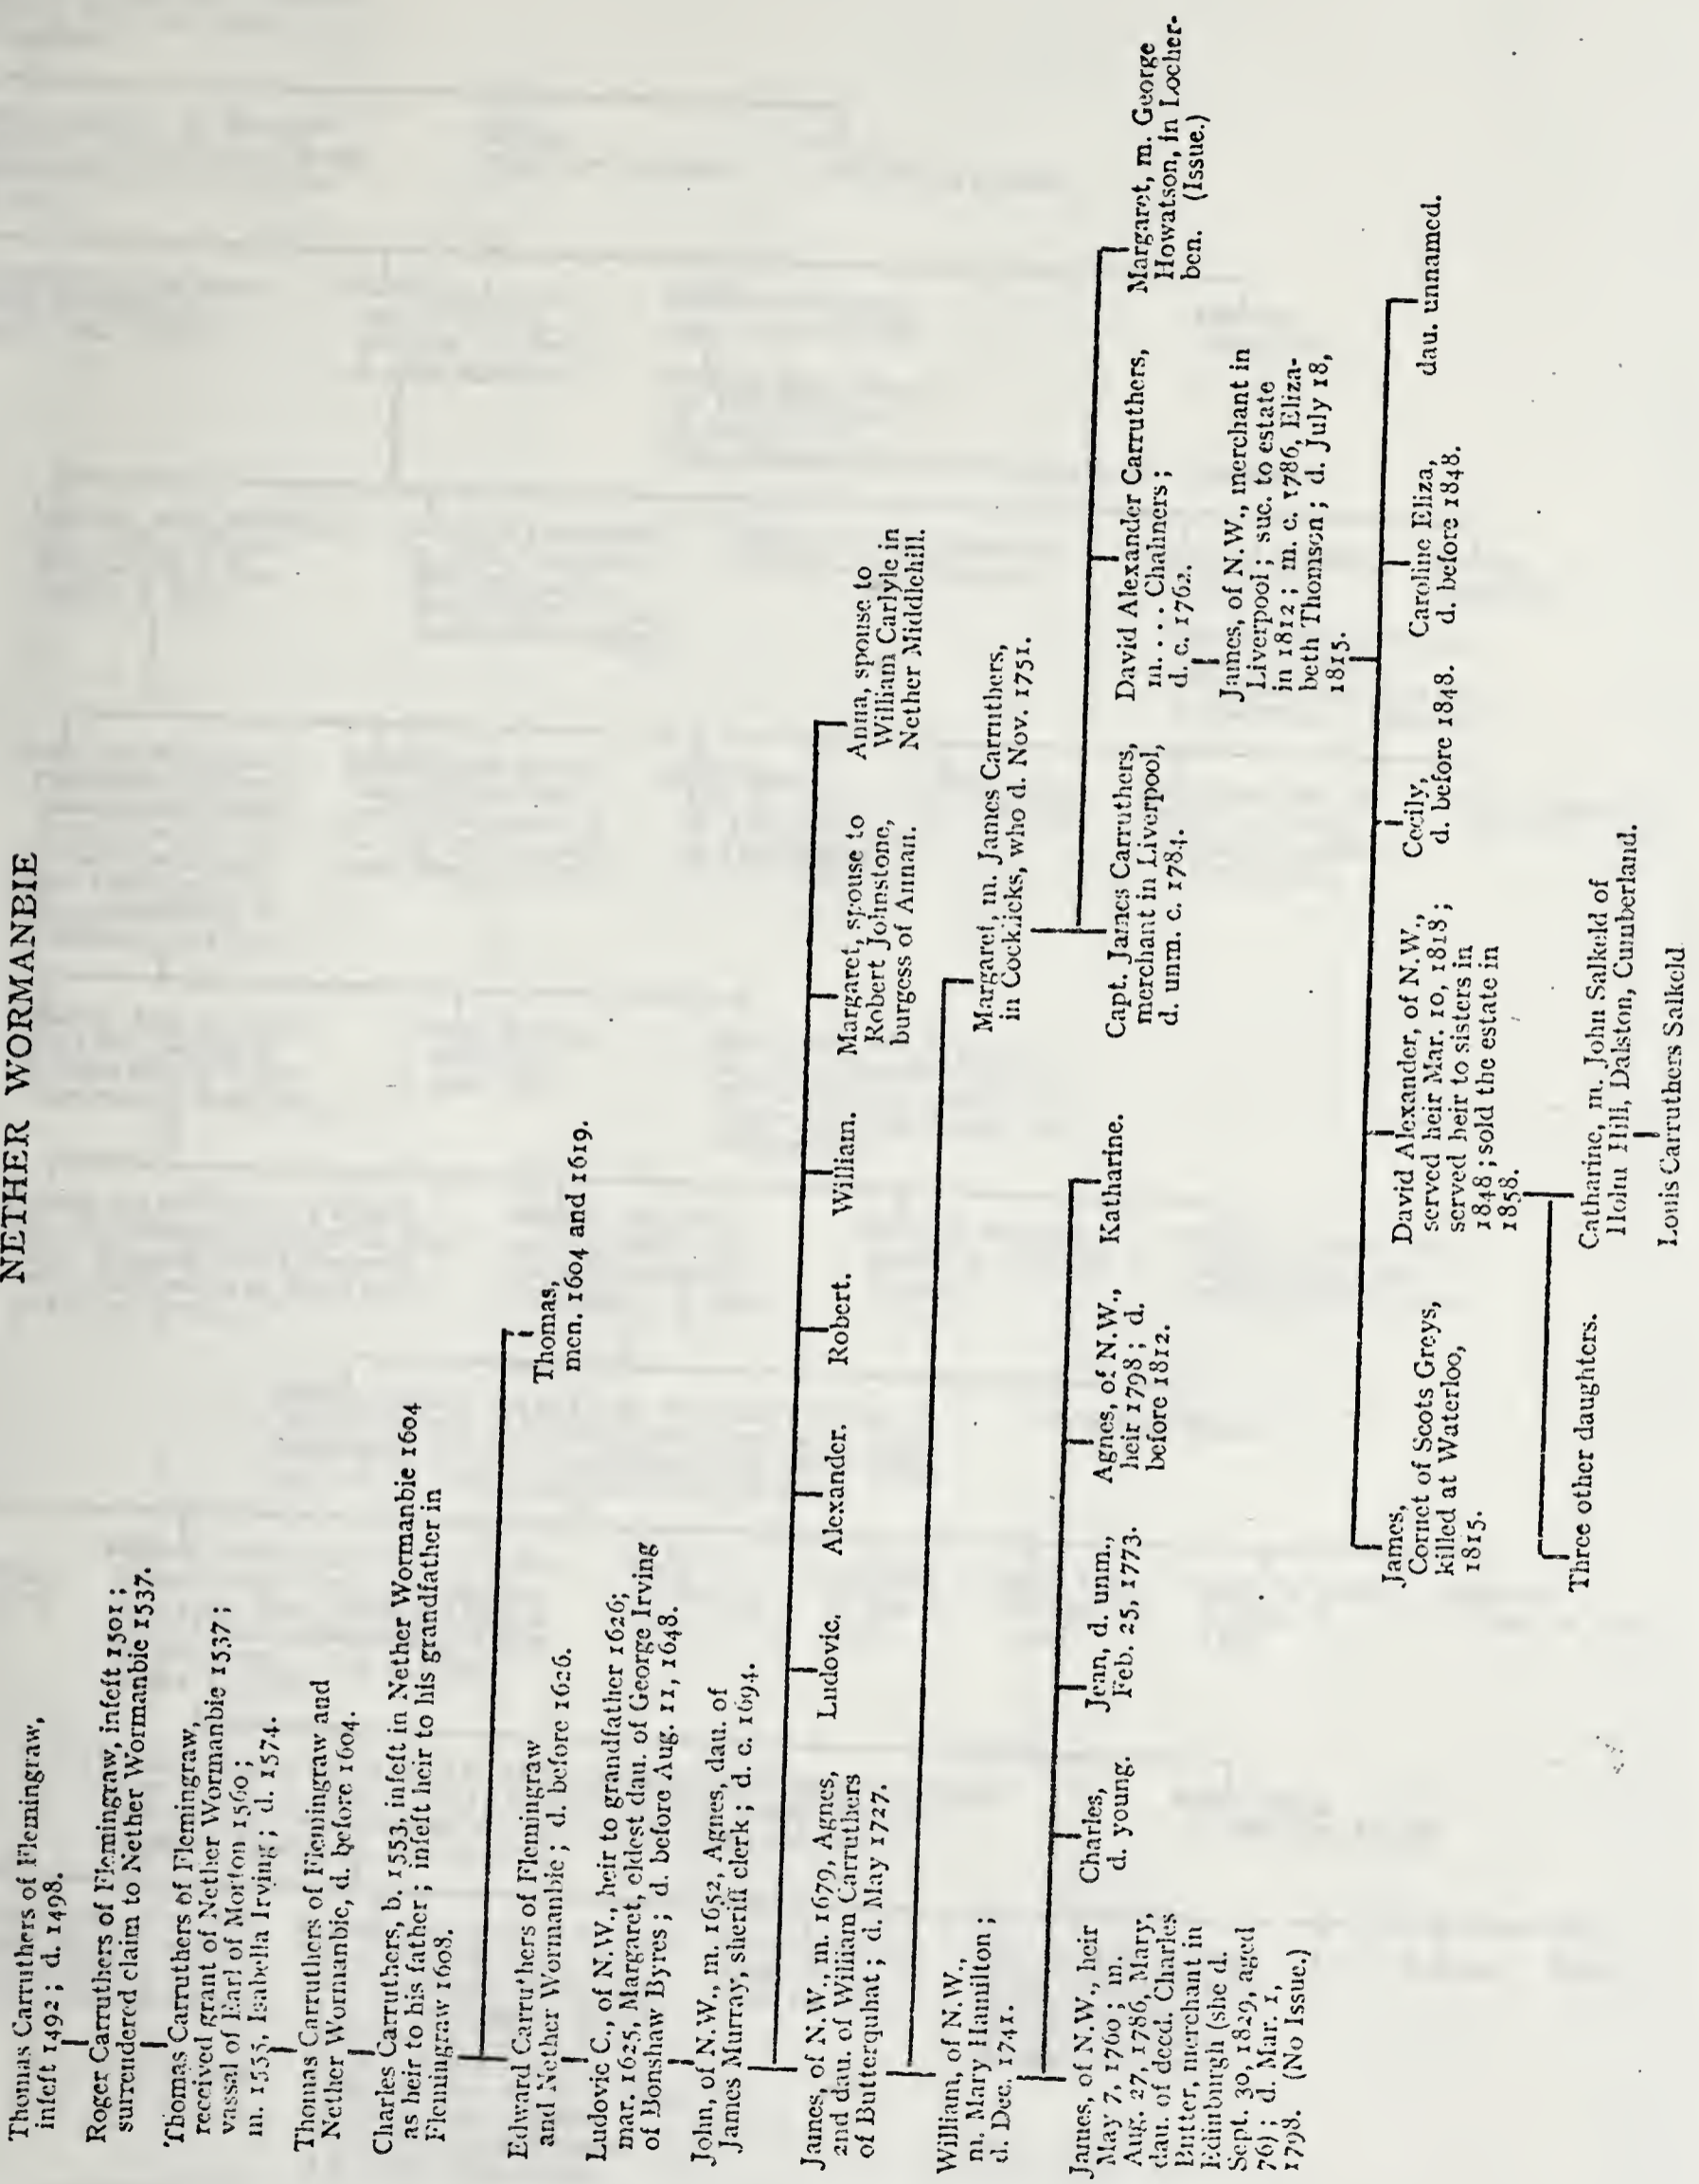 NETHER WORMANBIE
Thomas Carruthers of Flemingraw,
infeft 1492; d. 1498.
Roger Carruthers of Flemingraw, infeft 1501;
surrendered claim to Nether Wormanbie 1537.
Thomas Carruthers of Flemingraw,
received grant of Nether Wormanbie 1537;
vassal of Earl of Morton 1560;
m. 1555, Isabella Irving; d. 1574.
Thomas Carruthers of Flemingraw and
Nether Wormanbie, d. before 1604.
Charles Carruthers, b. 1553, infeft in Nether Wormanbie 1604
as heir to his father; infeft heir to his grandfather in
Flemingraw 1608.
Edward Carruthers of Flemingraw
and Nether Wormanbie; d. before 1626.
Thomas,
men. 1604 and 1619.
Ludovic C., of N.W., heir to grandfather 1626;
mar. 1625, Margaret, eldest dau. of George Irving
of Bonshaw Byres; d. before Aug. 11, 1648.
John, of N.W., m. 1652, Agnes, dau. of
James Murray, sheriff clerk; d. c. 1694.
James, of N.W., m. 1679, Agnes,
2nd dau. of William Carruthers
of Butterquhat; d. May 1727.
Ludovic.
Alexander.
Robert.
William.
Margaret, spouse to
Robert Johnstone,
burgess of Annan.
Anna, spouse to
William Carlyle in
Nether Middlehill.
William, of N.W.,
m. Mary Hamilton;
d. Dec. 1741.
Margaret, m. James Carruthers,
in Cocklicks, who d. Nov. 1751.
James, of N.W., heir
May 7, 1760; m.
Aug. 27, 1786, Mary,
dau. of decd. Charles
Butter, merchant in
Edinburgh (she d.
Sept. 30, 1829, aged
76); d. Mar. 1,
1798. (No Issue.)
Charles,
d. young.
Jean, d. unm.,
Feb. 25, 1773.
Agnes, of N.W.,
heir 1798; d.
before 1812.
Katharine.
Capt. James Carruthers,
merchant in Liverpool,
d. unm. c. 1784.
David Alexander Carruthers,
m. . . . Chalmers;
d. c. 1762.
Margaret, m. George
Howatson, in Locher-
ben. (Issue.)
James, of N.W., merchant in
Liverpool; suc. to estate
in 1812; m. c. 1786, Eliza-
beth Thomson; d. July 18,
1815.
James,
Cornet of Scots Greys,
killed at Waterloo,
1815.
David Alexander, of N.W.,
served heir Mar. 10, 1818;
served heir to sisters in
1848; sold the estate in
1858.
Cecily,
d. before 1848.
Caroline Eliza,
d. before 1848.
dau. unnamed.
Three other daughters.
Catharine, m. John Salkeld of
Holm Hill, Dalston, Cumberland.
Louis Carruthers Salkeld